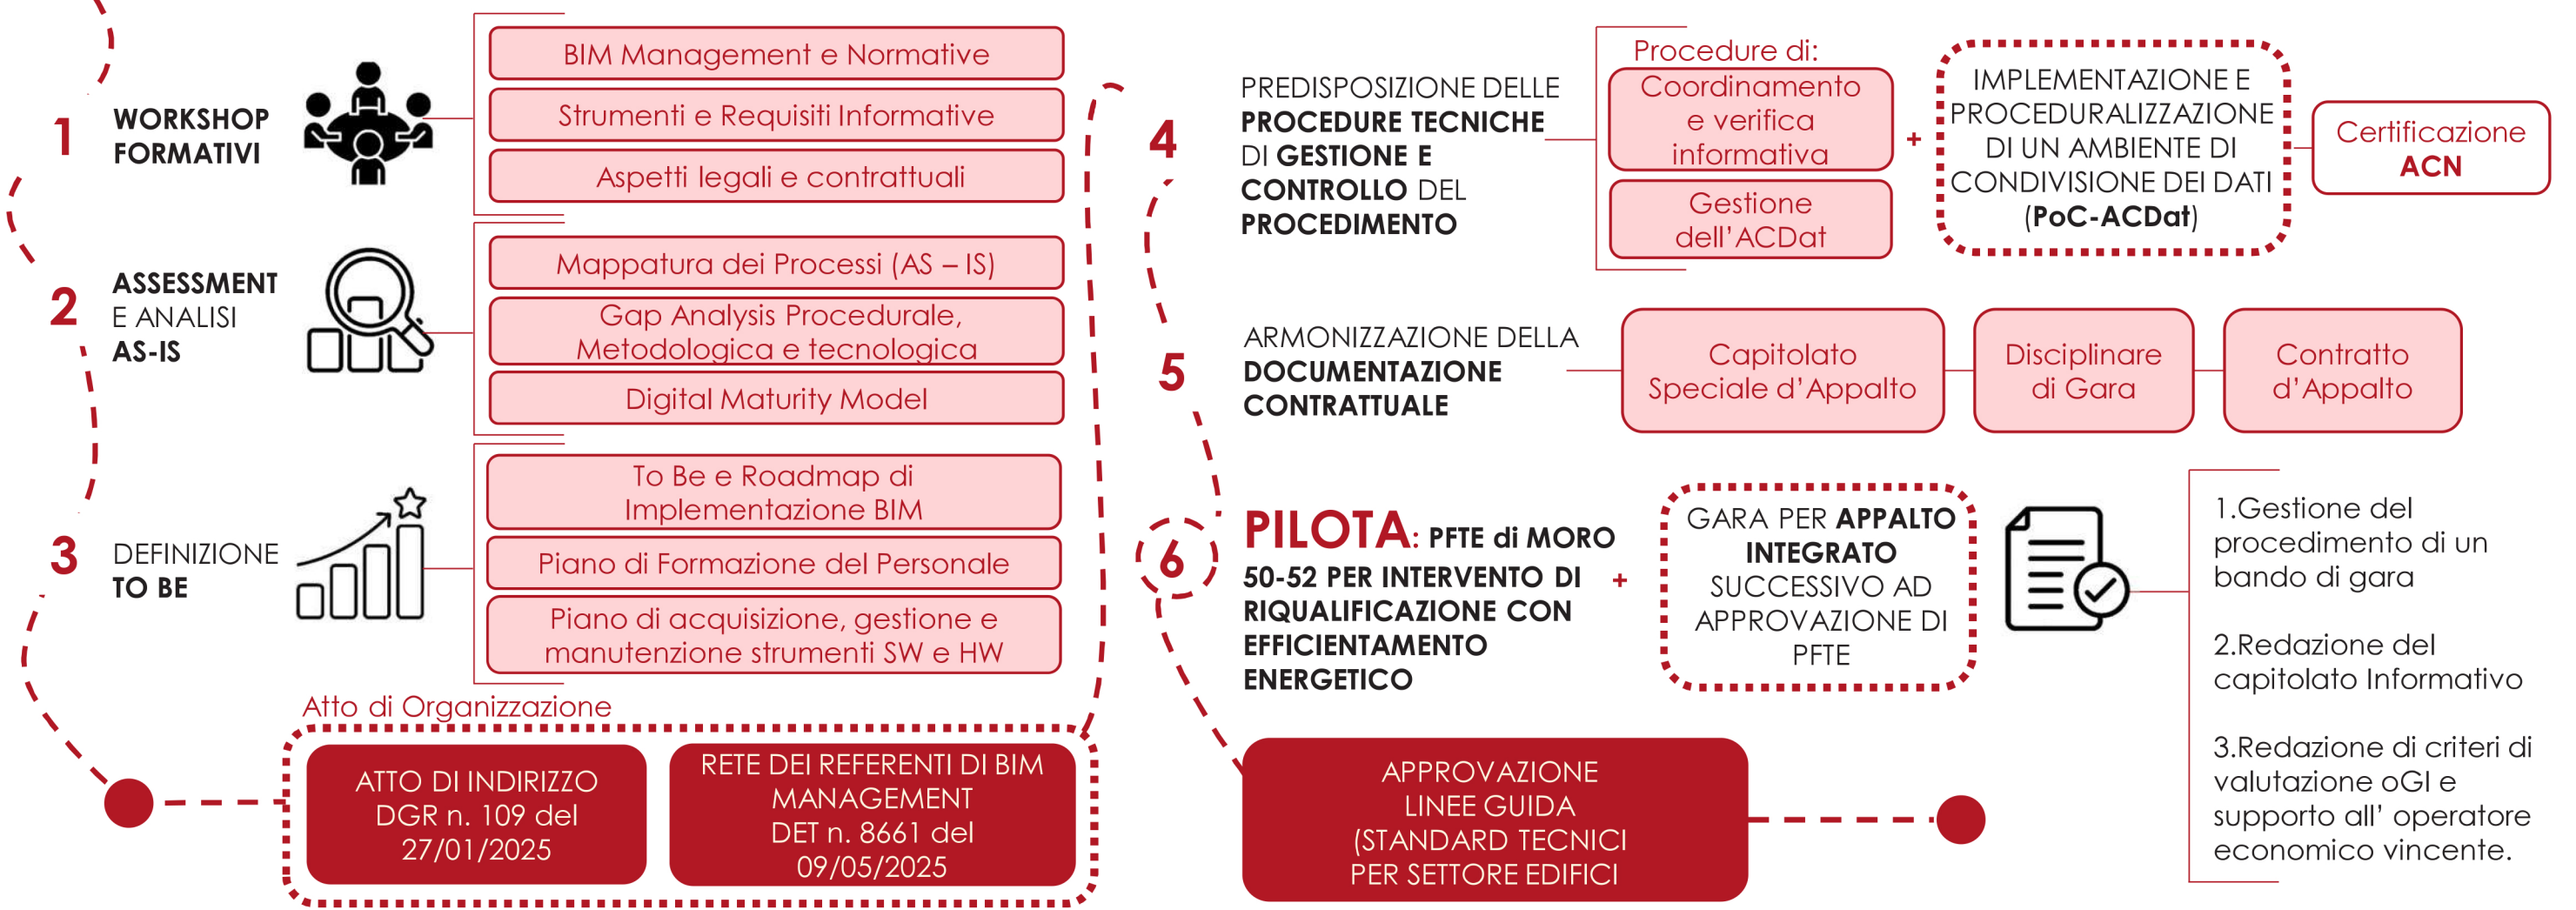 1
WORKSHOP
FORMATIVI
BIM Management e Normative
Strumenti e Requisiti Informative
Aspetti legali e contrattuali
2
ASSESSMENT
E ANALISI
AS-IS
Mappatura dei Processi (AS – IS)
Gap Analysis Procedurale,
Metodologica e tecnologica
Digital Maturity Model
3
DEFINIZIONE
TO BE
To Be e Roadmap di
Implementazione BIM
Piano di Formazione del Personale
Piano di acquisizione, gestione e
manutenzione strumenti SW e HW
Atto di Organizzazione
ATTO DI INDIRIZZO
DGR n. 109 del
27/01/2025
RETE DEI REFERENTI DI BIM
MANAGEMENT
DET n. 8661 del
09/05/2025
4
PREDISPOSIZIONE DELLE
PROCEDURE TECNICHE
DI GESTIONE E
CONTROLLO DEL
PROCEDIMENTO
Procedure di:
Coordinamento
e verifica
informativa
Gestione
dell’ACDat
+
IMPLEMENTAZIONE E
PROCEDURALIZZAZIONE
DI UN AMBIENTE DI
CONDIVISIONE DEI DATI
(PoC-ACDat)
Certificazione
ACN
5
ARMONIZZAZIONE DELLA
DOCUMENTAZIONE
CONTRATTUALE
Capitolato
Speciale d’Appalto
Disciplinare
di Gara
Contratto
d’Appalto
6
PILOTA: PFTE di MORO
50-52 PER INTERVENTO DI
RIQUALIFICAZIONE CON
EFFICIENTAMENTO
ENERGETICO
+
GARA PER APPALTO
INTEGRATO
SUCCESSIVO AD
APPROVAZIONE DI
PFTE
1.Gestione del
procedimento di un
bando di gara
2.Redazione del
capitolato Informativo
3.Redazione di criteri di
valutazione oGI e
supporto all’ operatore
economico vincente.
APPROVAZIONE
LINEE GUIDA
(STANDARD TECNICI
PER SETTORE EDIFICI